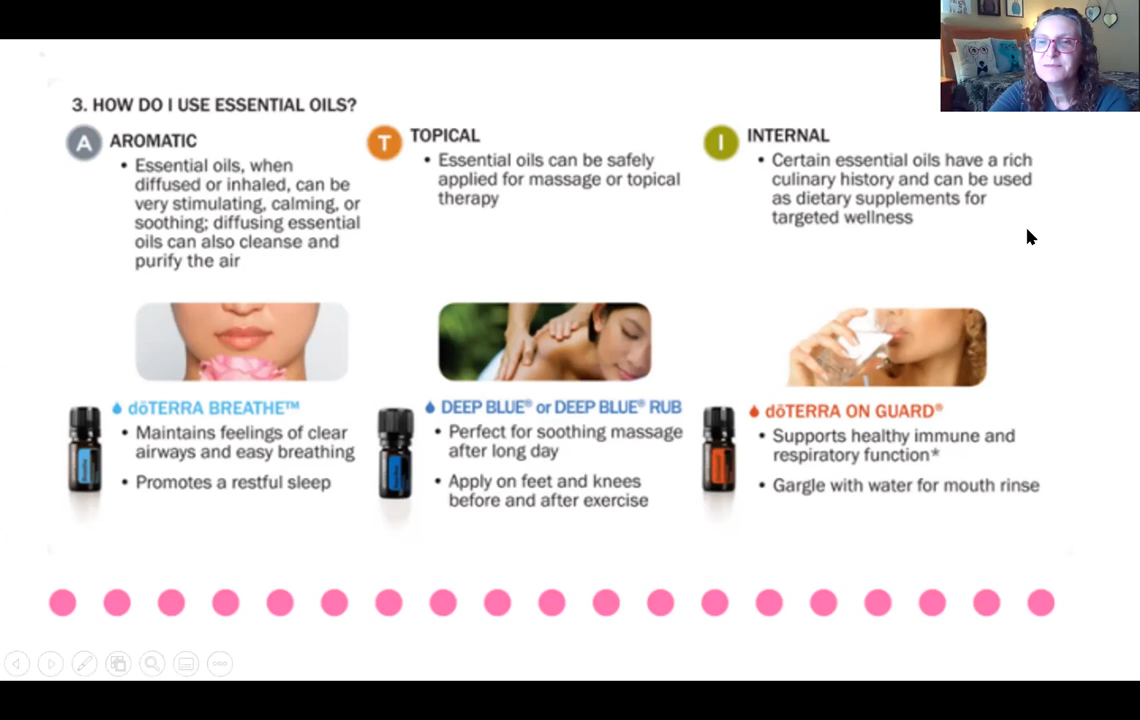 3. HOW DO I USE ESSENTIAL OILS?
A AROMATIC
• Essential oils, when
diffused or inhaled, can be
very stimulating, calming, or
soothing; diffusing essential
oils can also cleanse and
purify the air
T TOPICAL
• Essential oils can be safely
applied for massage or topical
therapy
I INTERNAL
• Certain essential oils have a rich
culinary history and can be used
as dietary supplements for
targeted wellness
dōTERRA BREATHE™
• Maintains feelings of clear
airways and easy breathing
• Promotes a restful sleep
DEEP BLUE® or DEEP BLUE® RUB
• Perfect for soothing massage
after long day
• Apply on feet and knees
before and after exercise
dōTERRA ON GUARD®
• Supports healthy immune and
respiratory function*
• Gargle with water for mouth rinse